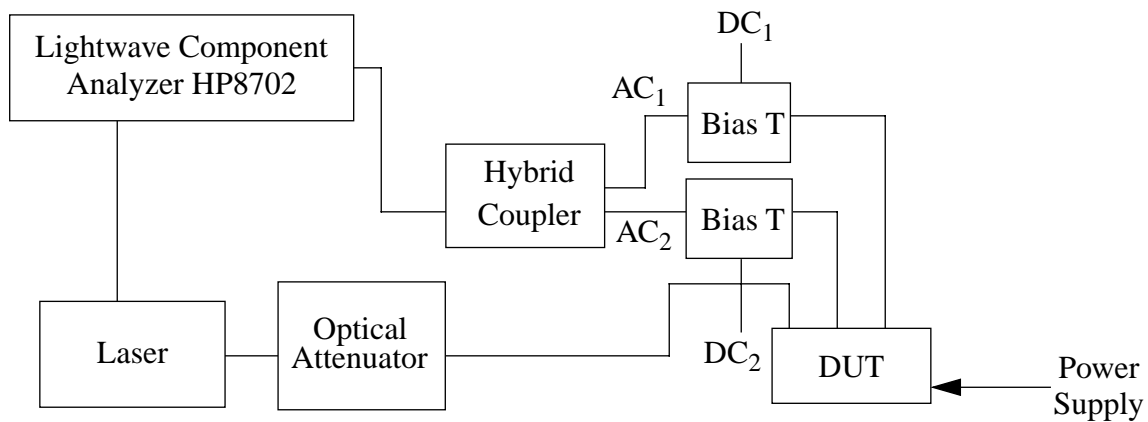 Lightwave Component
Analyzer HP8702
DC₁
AC₁
Bias T
Hybrid
Coupler
AC₂
Bias T
Laser
Optical
Attenuator
DC₂
DUT
Power
Supply